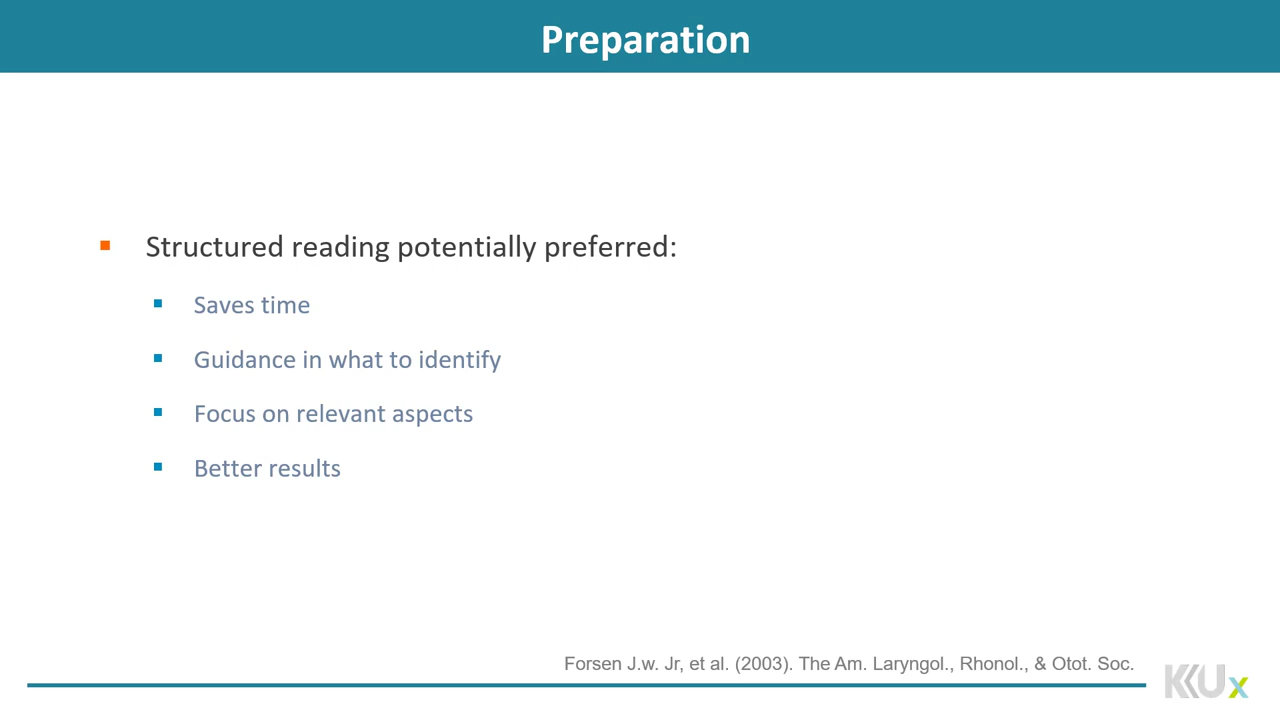 Preparation
Structured reading potentially preferred:
Saves time
Guidance in what to identify
Focus on relevant aspects
Better results
Forsen J.w. Jr, et al. (2003). The Am. Laryngol., Rhonol., & Otot. Soc.
KKUx